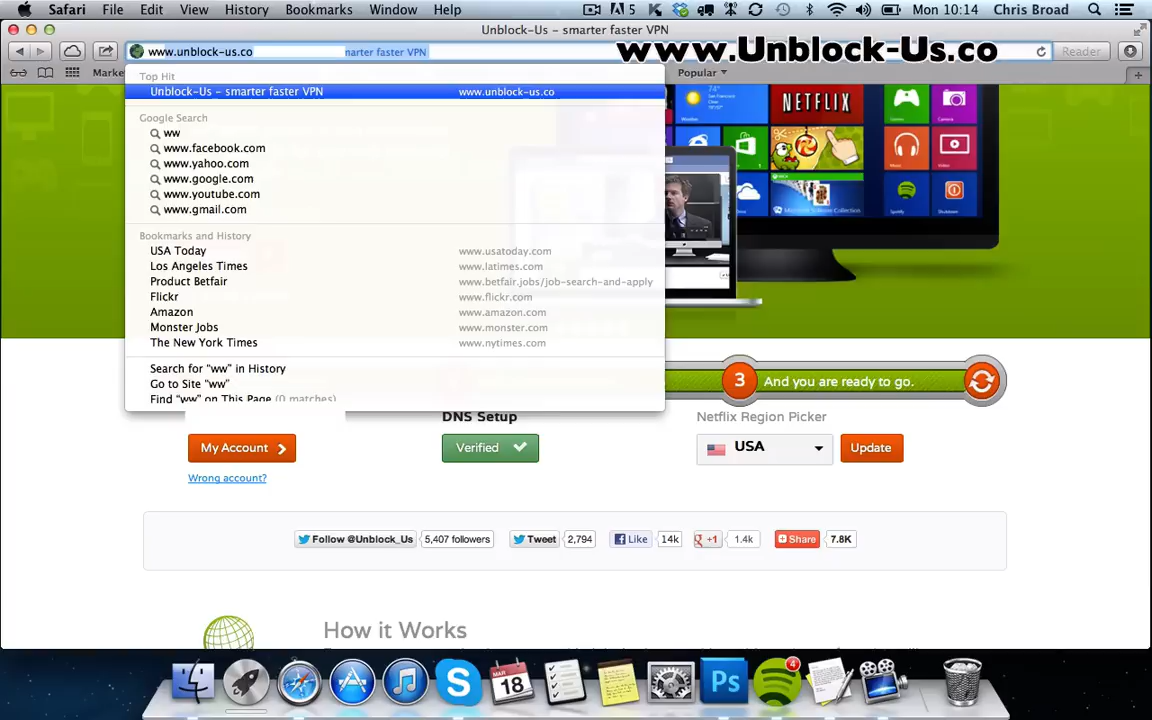 Safari File Edit View History Bookmarks Window Help 5 Mon 10:14 Chris Broad
Unblock-Us – smarter faster VPN
www.unblock-us.co marter faster VPN
www.Unblock-Us.co
Reader
Marke
Popular
Top Hit
Unblock-Us – smarter faster VPN www.unblock-us.co
Google Search
ww
www.facebook.com
www.yahoo.com
www.google.com
www.youtube.com
www.gmail.com
Bookmarks and History
USA Today www.usatoday.com
Los Angeles Times www.latimes.com
Product Betfair www.betfair.jobs/job-search-and-apply
Flickr www.flickr.com
Amazon www.amazon.com
Monster Jobs www.monster.com
The New York Times www.nytimes.com
Search for "ww" in History
Go to Site "ww"
Find "ww" on This Page (0 matches)
NETFLIX
3 And you are ready to go.
DNS Setup
Netflix Region Picker
My Account
Verified
USA
Update
Wrong account?
Follow @Unblock_Us 5,407 followers Tweet 2,794 Like 14k +1 1.4k Share 7.8K
How it Works
MAR
18
Ps
4